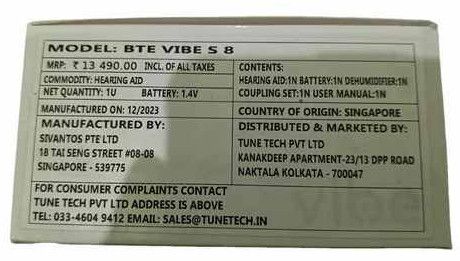 MODEL: BTE VIBE S 8
MRP: ₹ 13 490.00 INCL. OF ALL TAXES
COMMODITY: HEARING AID
NET QUANTITY: 1U BATTERY: 1.4V
MANUFACTURED ON: 12/2023
CONTENTS:
HEARING AID:1N BATTERY:1N DEHUMIDIFIER:1N
COUPLING SET:1N USER MANUAL:1N
COUNTRY OF ORIGIN: SINGAPORE
MANUFACTURED BY:
SIVANTOS PTE LTD
18 TAI SENG STREET #08-08
SINGAPORE - 539775
DISTRIBUTED & MARKETED BY:
TUNE TECH PVT LTD
KANAKDEEP APARTMENT-23/13 DPP ROAD
NAKTALA KOLKATA - 700047
FOR CONSUMER COMPLAINTS CONTACT
TUNE TECH PVT LTD ADDRESS IS ABOVE
TEL: 033-4604 9412 EMAIL: SALES@TUNETECH.IN
vibe